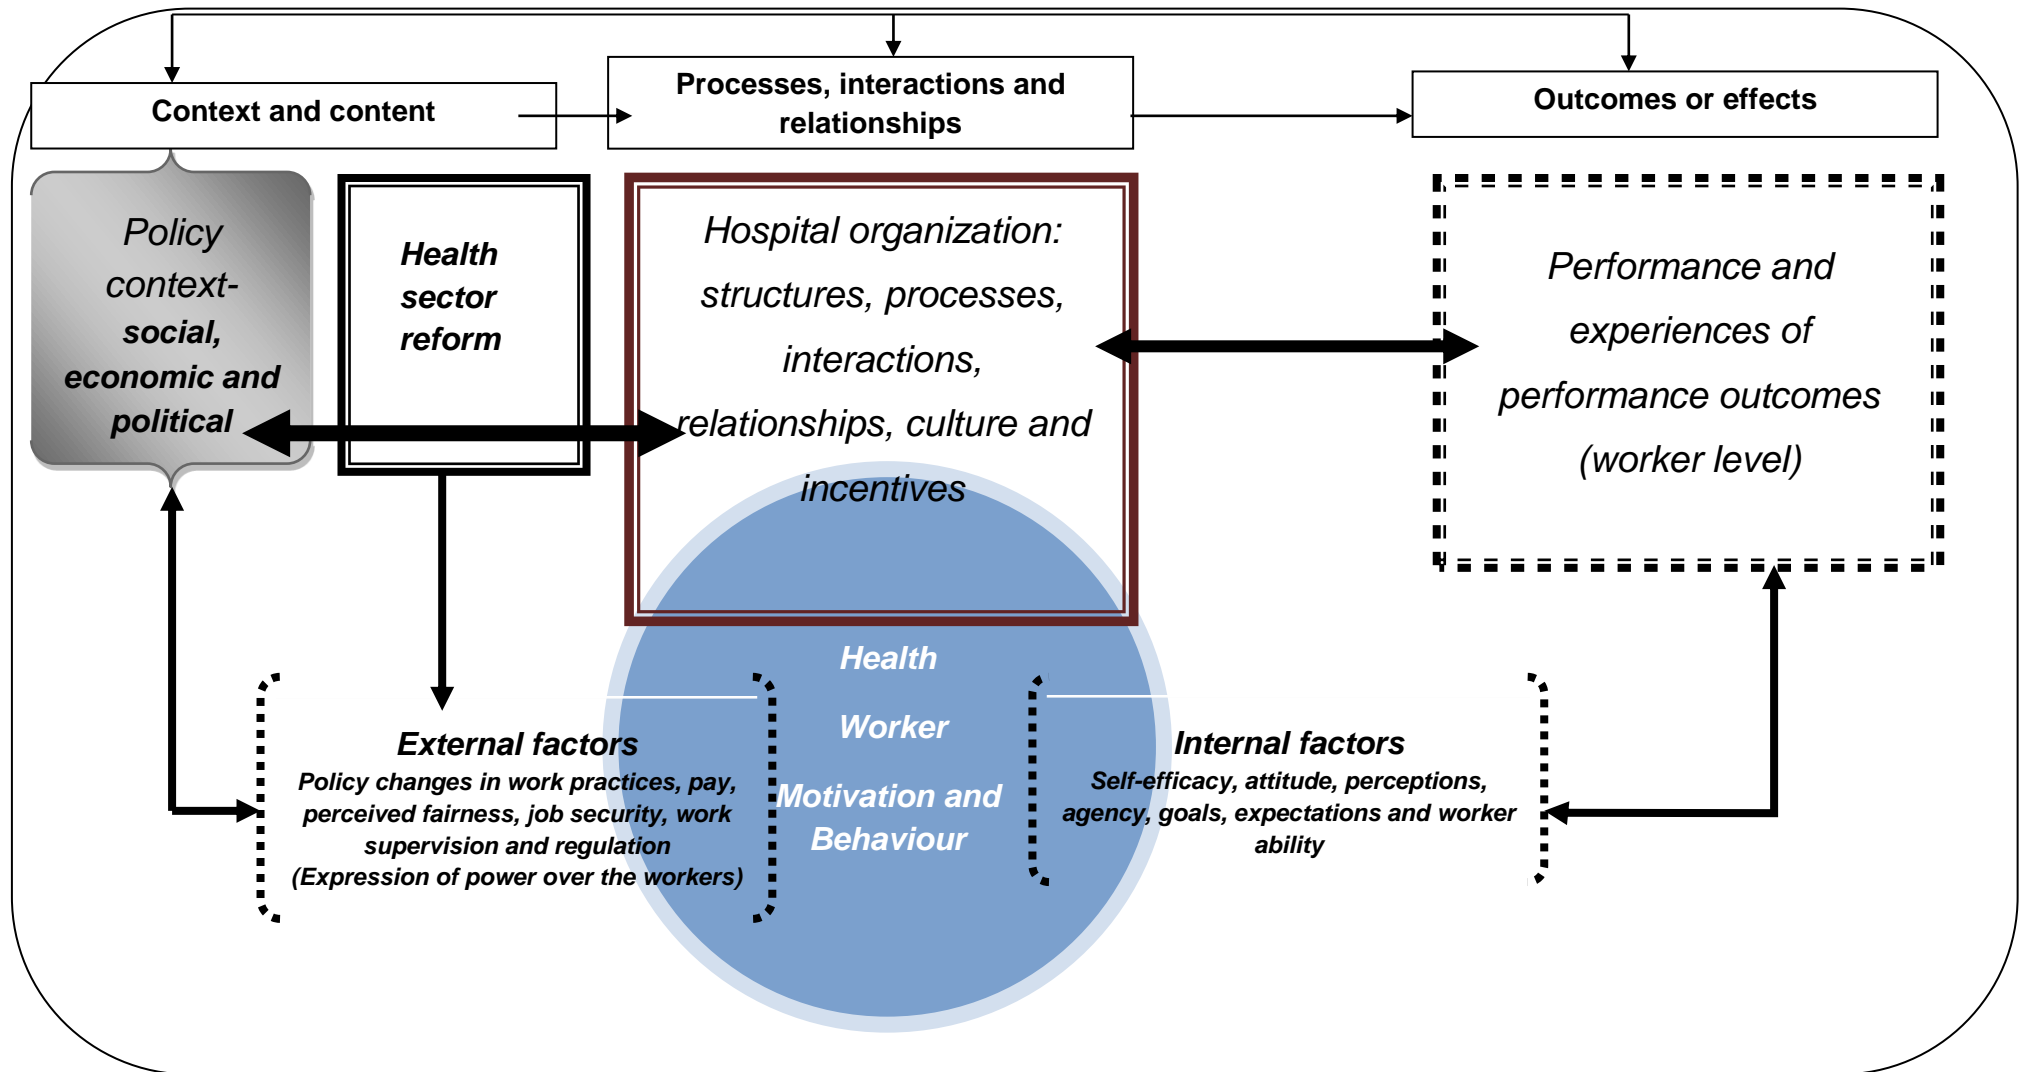 Context and content
Processes, interactions and
relationships
Outcomes or effects
Policy
context-
social,
economic and
political
Health
sector
reform
Hospital organization:
structures, processes,
interactions,
relationships, culture and
incentives
Performance and
experiences of
performance outcomes
(worker level)
External factors
Policy changes in work practices, pay,
perceived fairness, job security, work
supervision and regulation
(Expression of power over the workers)
Health
Worker
Motivation and
Behaviour
Internal factors
Self-efficacy, attitude, perceptions,
agency, goals, expectations and worker
ability